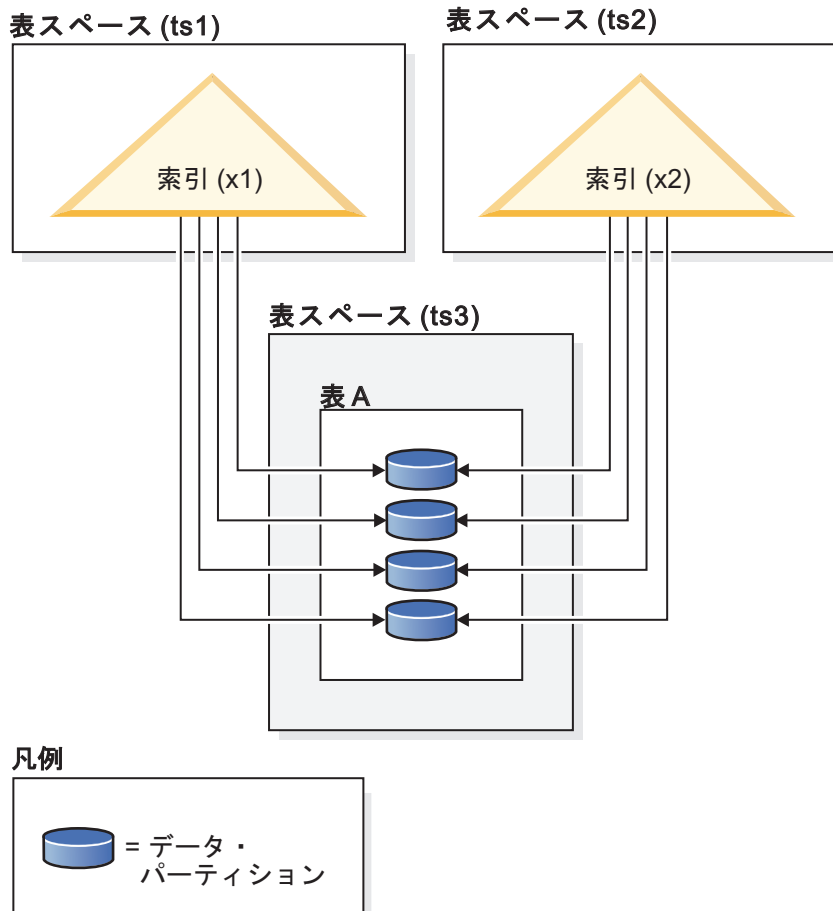 表スペース (ts1)
表スペース (ts2)
索引 (x1)
索引 (x2)
表スペース (ts3)
表 A
凡例
= データ・
パーティション